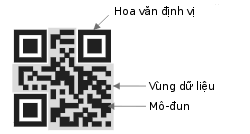 Hoa văn định vị
Vùng dữ liệu
Mô-đun